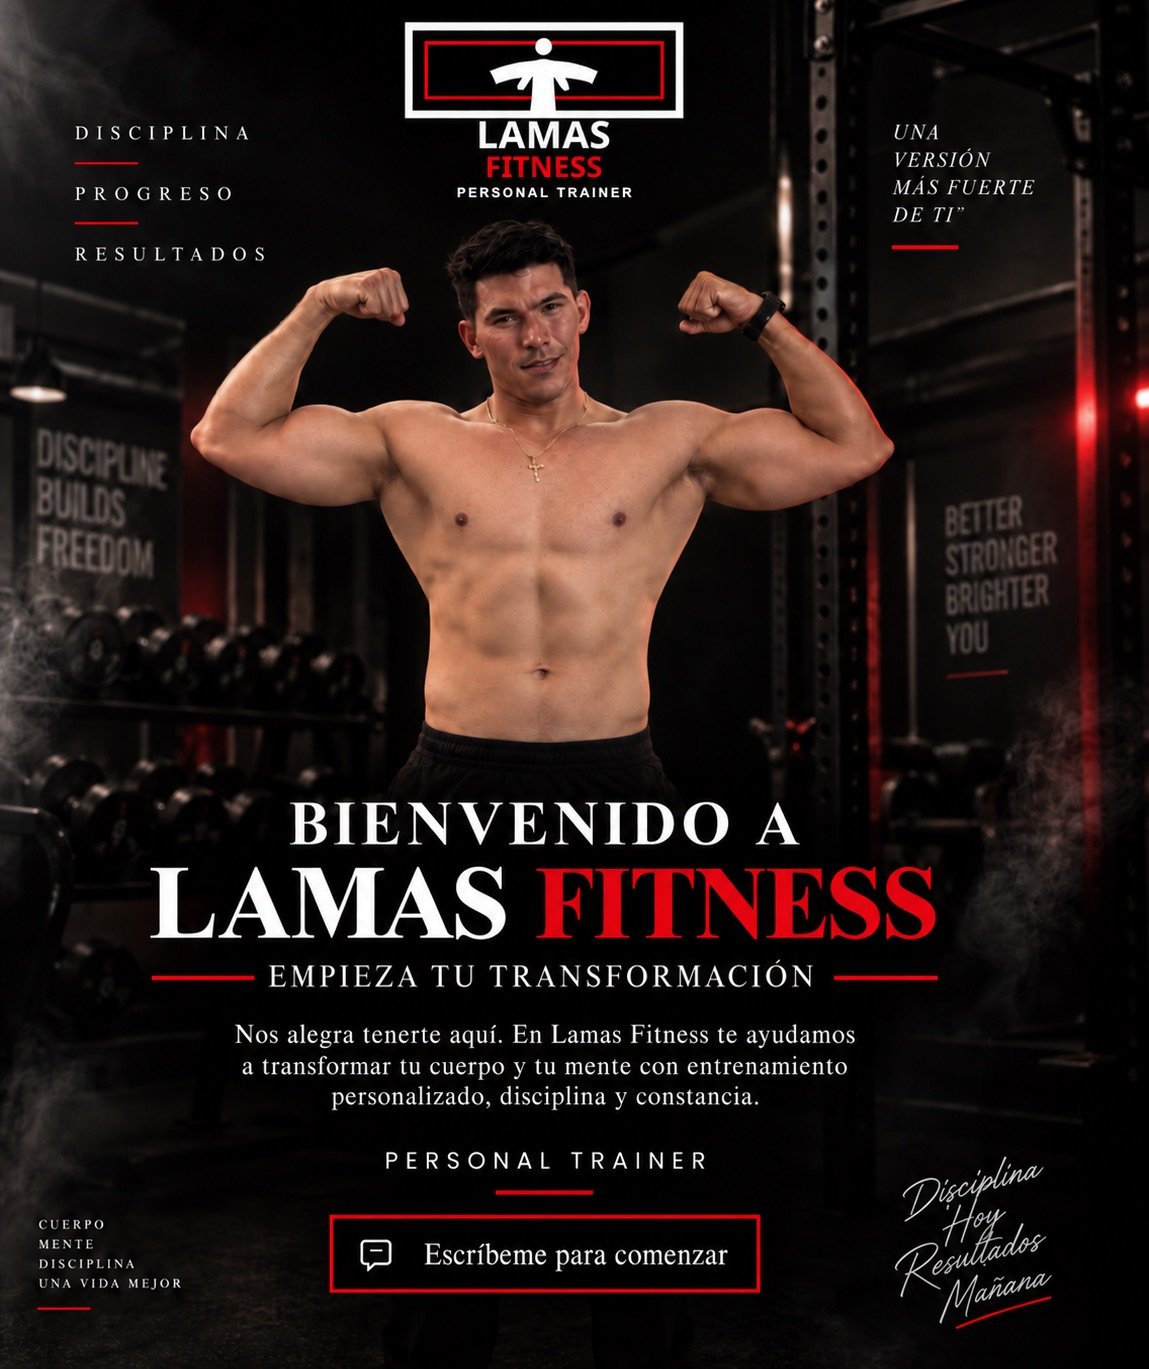 LAMAS
FITNESS
PERSONAL TRAINER
DISCIPLINA
PROGRESO
RESULTADOS
UNA
VERSIÓN
MÁS FUERTE
DE TI”
DISCIPLINE
BUILDS
FREEDOM
BETTER
STRONGER
BRIGHTER
YOU
BIENVENIDO A
LAMAS FITNESS
EMPIEZA TU TRANSFORMACIÓN
Nos alegra tenerte aquí. En Lamas Fitness te ayudamos
a transformar tu cuerpo y tu mente con entrenamiento
personalizado, disciplina y constancia.
PERSONAL TRAINER
Escríbeme para comenzar
CUERPO
MENTE
DISCIPLINA
UNA VIDA MEJOR
Disciplina
Hoy
Resultados
Mañana